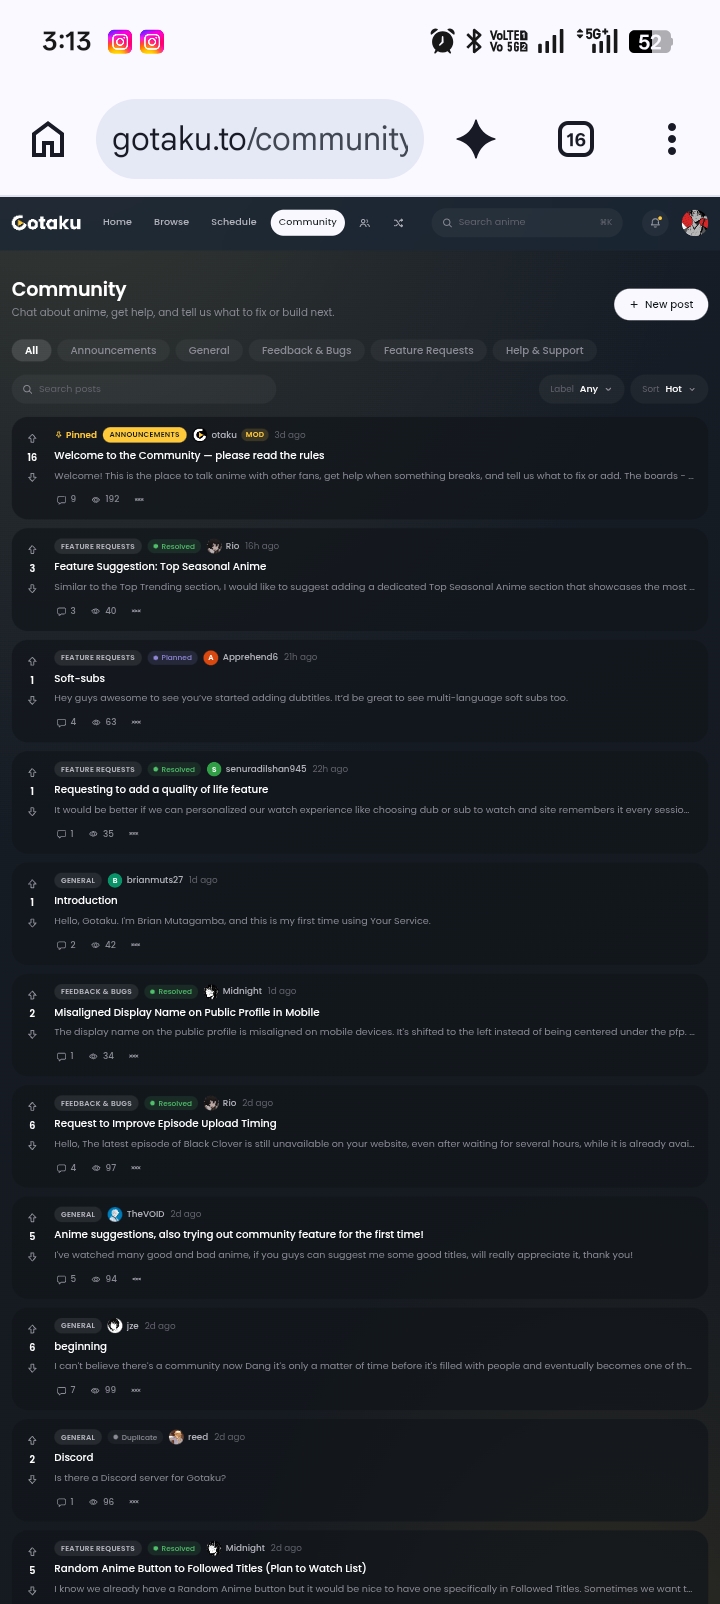 3:13 VoLTE1 Vo 5G2 5G+ 52
gotaku.to/community 16
Gotaku Home Browse Schedule Community Search anime ⌘K
Community
Chat about anime, get help, and tell us what to fix or build next.
+ New post
All Announcements General Feedback & Bugs Feature Requests Help & Support
Search posts Label Any Sort Hot
Pinned ANNOUNCEMENTS otaku MOD 3d ago
16 Welcome to the Community — please read the rules
Welcome! This is the place to talk anime with other fans, get help when something breaks, and tell us what to fix or add. The boards - ...
9 192
FEATURE REQUESTS Resolved Rio 16h ago
3 Feature Suggestion: Top Seasonal Anime
Similar to the Top Trending section, I would like to suggest adding a dedicated Top Seasonal Anime section that showcases the most ...
3 40
FEATURE REQUESTS Planned A Apprehend6 21h ago
1 Soft-subs
Hey guys awesome to see you've started adding dubtitles. It'd be great to see multi-language soft subs too.
4 63
FEATURE REQUESTS Resolved S senuradilshan945 22h ago
1 Requesting to add a quality of life feature
It would be better if we can personalized our watch experience like choosing dub or sub to watch and site remembers it every sessio...
1 35
GENERAL B brianmuts27 1d ago
1 Introduction
Hello, Gotaku. I'm Brian Mutagamba, and this is my first time using Your Service.
2 42
FEEDBACK & BUGS Resolved Midnight 1d ago
2 Misaligned Display Name on Public Profile in Mobile
The display name on the public profile is misaligned on mobile devices. It's shifted to the left instead of being centered under the pfp. ...
1 34
FEEDBACK & BUGS Resolved Rio 2d ago
6 Request to Improve Episode Upload Timing
Hello, The latest episode of Black Clover is still unavailable on your website, even after waiting for several hours, while it is already avai...
4 97
GENERAL TheVOID 2d ago
5 Anime suggestions, also trying out community feature for the first time!
I've watched many good and bad anime, if you guys can suggest me some good titles, will really appreciate it, thank you!
5 94
GENERAL jze 2d ago
6 beginning
I can't believe there's a community now Dang it's only a matter of time before it's filled with people and eventually becomes one of th...
7 99
GENERAL Duplicate reed 2d ago
2 Discord
Is there a Discord server for Gotaku?
1 96
FEATURE REQUESTS Resolved Midnight 2d ago
5 Random Anime Button to Followed Titles (Plan to Watch List)
I know we already have a Random Anime button but it would be nice to have one specifically in Followed Titles. Sometimes we want t...